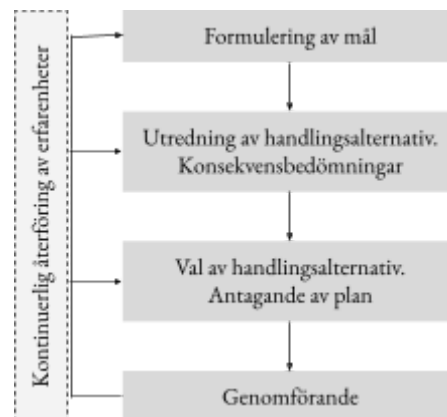 Kontinuerlig återföring av erfarenheter
Formulering av mål
Utredning av handlingsalternativ.
Konsekvensbedömningar
Val av handlingsalternativ.
Antagande av plan
Genomförande